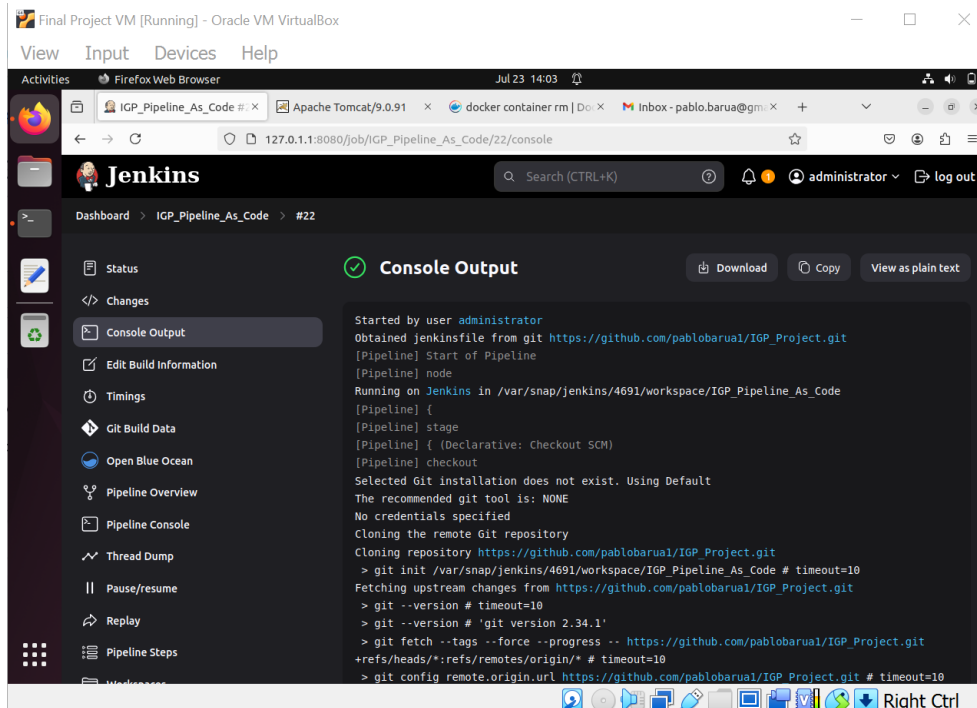 Final Project VM [Running] - Oracle VM VirtualBox
View Input Devices Help
Activities Firefox Web Browser Jul 23 14:03
IGP_Pipeline_As_Code # Apache Tomcat/9.0.91 docker container rm | Do Inbox - pablo.barua@gm
127.0.1.1:8080/job/IGP_Pipeline_As_Code/22/console
Jenkins Search (CTRL+K) 1 administrator log out
Dashboard > IGP_Pipeline_As_Code > #22
Status
Changes
Console Output
Edit Build Information
Timings
Git Build Data
Open Blue Ocean
Pipeline Overview
Pipeline Console
Thread Dump
Pause/resume
Replay
Pipeline Steps
Workspaces
Console Output Download Copy View as plain text
Started by user administrator
Obtained jenkinsfile from git https://github.com/pablobarua1/IGP_Project.git
[Pipeline] Start of Pipeline
[Pipeline] node
Running on Jenkins in /var/snap/jenkins/4691/workspace/IGP_Pipeline_As_Code
[Pipeline] {
[Pipeline] stage
[Pipeline] { (Declarative: Checkout SCM)
[Pipeline] checkout
Selected Git installation does not exist. Using Default
The recommended git tool is: NONE
No credentials specified
Cloning the remote Git repository
Cloning repository https://github.com/pablobarua1/IGP_Project.git
> git init /var/snap/jenkins/4691/workspace/IGP_Pipeline_As_Code # timeout=10
Fetching upstream changes from https://github.com/pablobarua1/IGP_Project.git
> git --version # timeout=10
> git --version # 'git version 2.34.1'
> git fetch --tags --force --progress -- https://github.com/pablobarua1/IGP_Project.git
+refs/heads/*:refs/remotes/origin/* # timeout=10
> git config remote.origin.url https://github.com/pablobarua1/IGP_Project.git # timeout=10
Right Ctrl